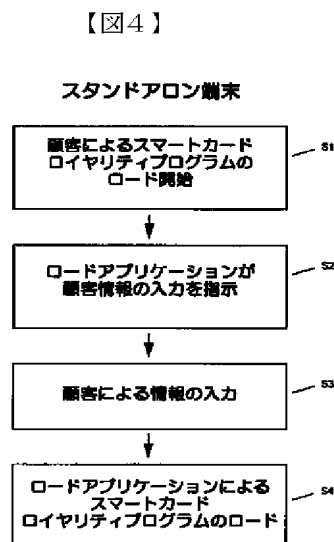 【図4】
スタンドアロン端末
顧客によるスマートカード
ロイヤリティプログラムの
ロード開始
S1
ロードアプリケーションが
顧客情報の入力を指示
S2
顧客による情報の入力
S3
ロードアプリケーションによる
スマートカード
ロイヤリティプログラムのロード
S4